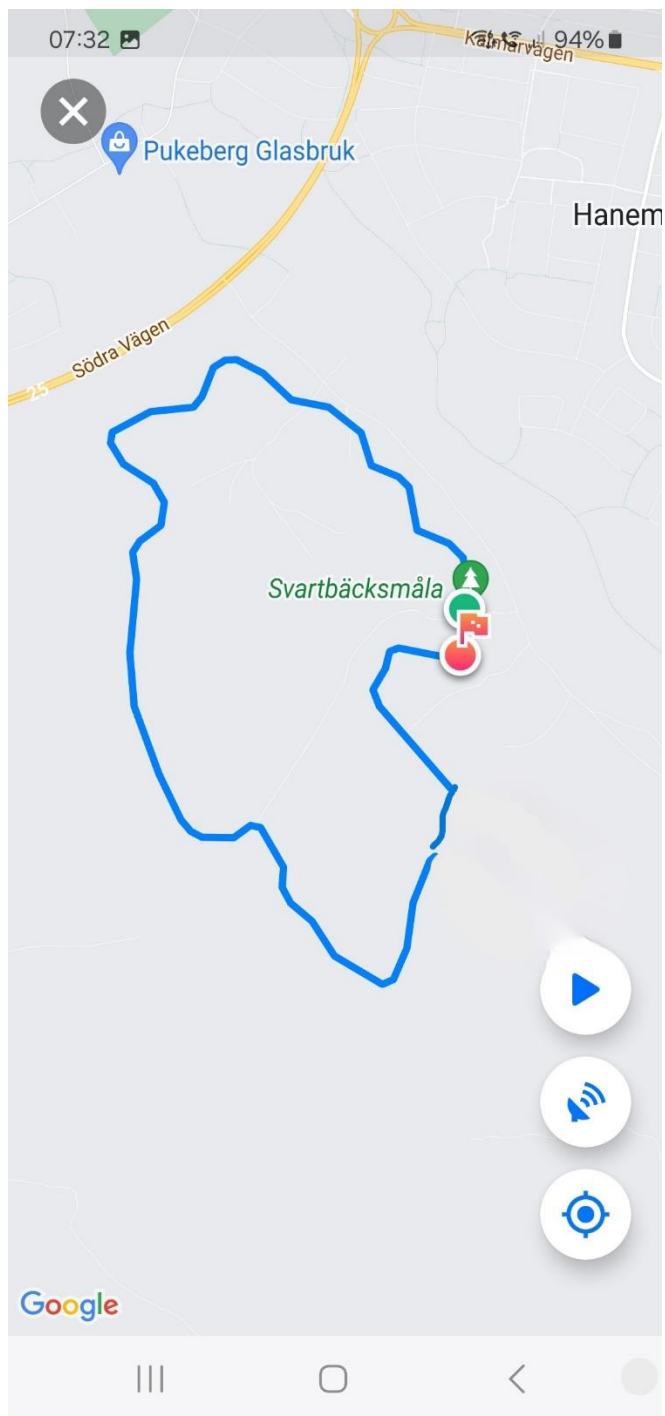 07:32
94%
Kalmarvägen
Pukeberg Glasbruk
Hanem
Södra Vägen
25
Svartbäcksmåla
Google